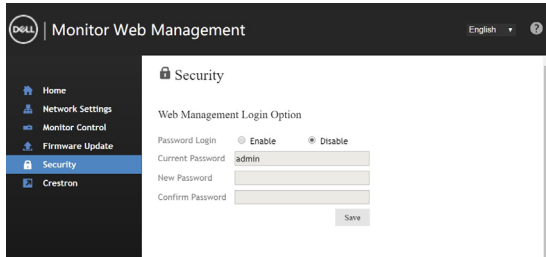 DELL | Monitor Web Management
English
?
Home
Network Settings
Monitor Control
Firmware Update
Security
Crestron
Security
Web Management Login Option
Password Login Enable Disable
Current Password admin
New Password
Confirm Password
Save